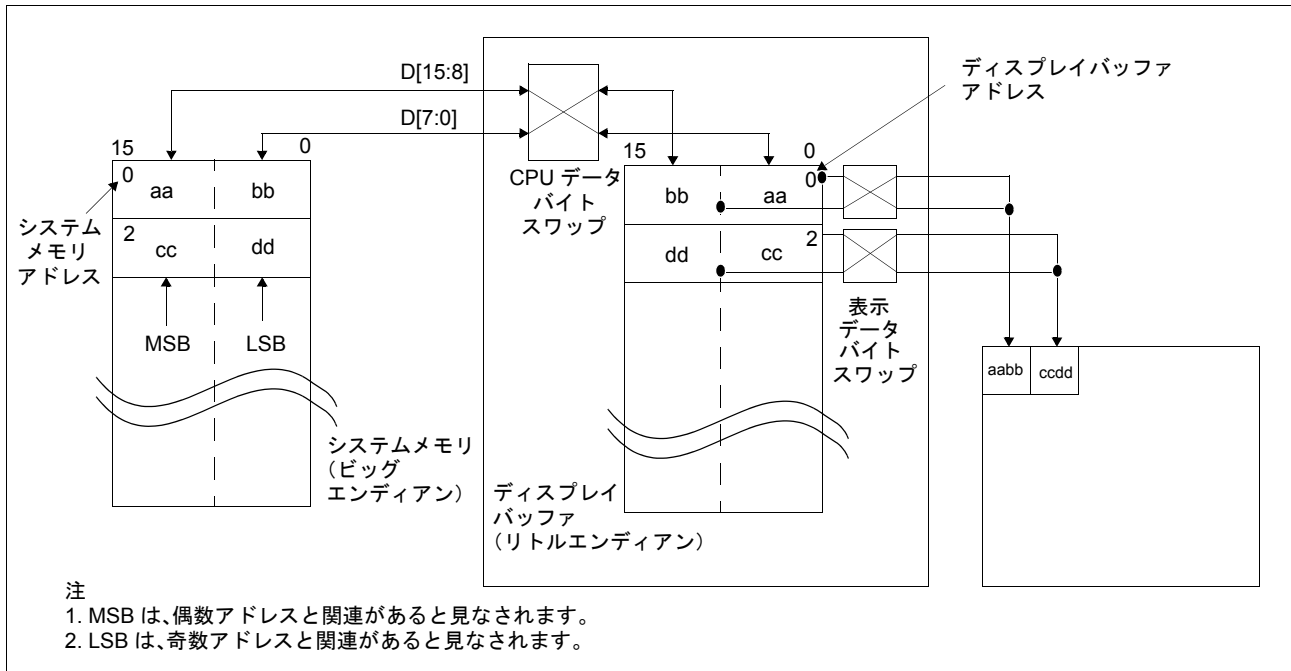 D[15:8]
D[7:0]
ディスプレイバッファ
アドレス
15
0
0
aa
bb
2
cc
dd
システム
メモリ
アドレス
MSB
LSB
システムメモリ
(ビッグ
エンディアン)
CPU データ
バイト
スワップ
15
0
0
bb
aa
2
dd
cc
表示
データ
バイト
スワップ
ディスプレイ
バッファ
(リトルエンディアン)
aabb
ccdd
注
1. MSB は、偶数アドレスと関連があると見なされます。
2. LSB は、奇数アドレスと関連があると見なされます。